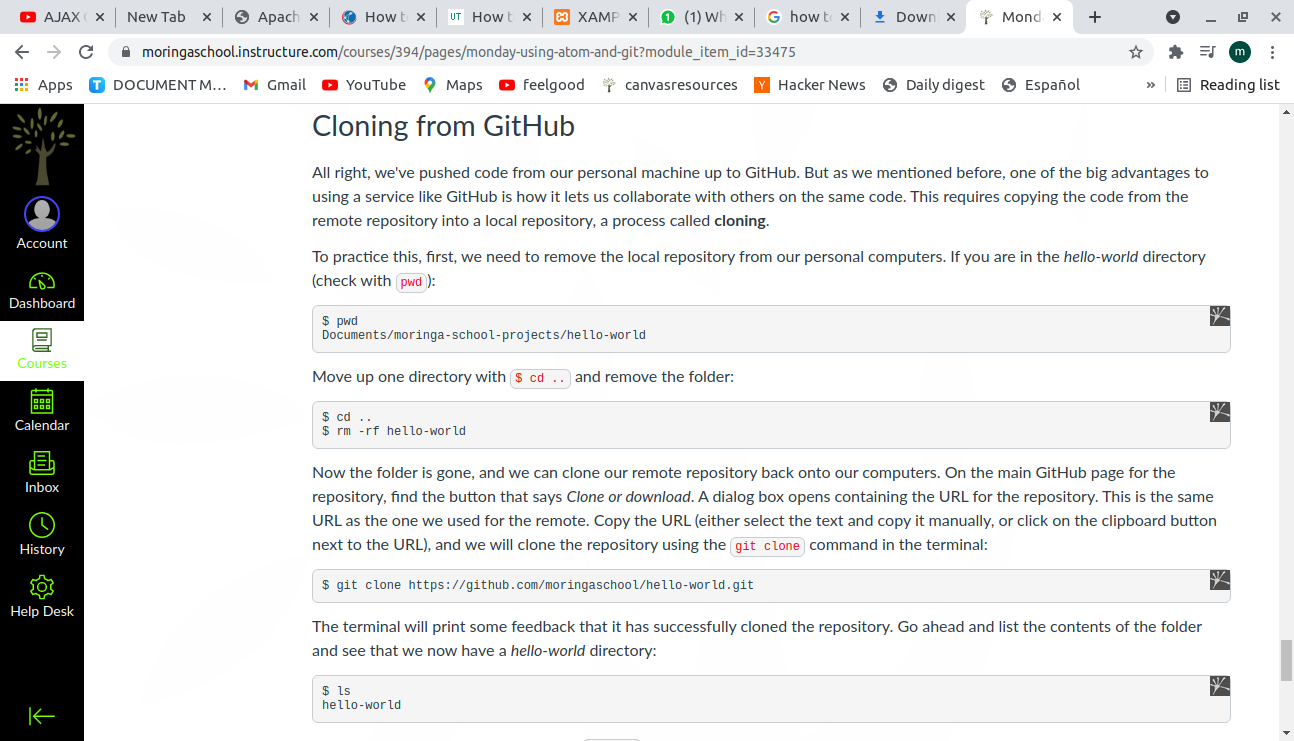 AJAX
New Tab
Apach
How to
How t
XAMP
(1) Wh
how to
Down
Mond
moringaschool.instructure.com/courses/394/pages/monday-using-atom-and-git?module_item_id=33475
m
Apps
DOCUMENT M...
Gmail
YouTube
Maps
feelgood
canvasresources
Hacker News
Daily digest
Español
»
Reading list
Account
Dashboard
Courses
Calendar
Inbox
History
Help Desk
Cloning from GitHub
All right, we've pushed code from our personal machine up to GitHub. But as we mentioned before, one of the big advantages to
using a service like GitHub is how it lets us collaborate with others on the same code. This requires copying the code from the
remote repository into a local repository, a process called cloning.
To practice this, first, we need to remove the local repository from our personal computers. If you are in the hello-world directory
(check with pwd):
$ pwd
Documents/moringa-school-projects/hello-world
Move up one directory with $ cd .. and remove the folder:
$ cd ..
$ rm -rf hello-world
Now the folder is gone, and we can clone our remote repository back onto our computers. On the main GitHub page for the
repository, find the button that says Clone or download. A dialog box opens containing the URL for the repository. This is the same
URL as the one we used for the remote. Copy the URL (either select the text and copy it manually, or click on the clipboard button
next to the URL), and we will clone the repository using the git clone command in the terminal:
$ git clone https://github.com/moringaschool/hello-world.git
The terminal will print some feedback that it has successfully cloned the repository. Go ahead and list the contents of the folder
and see that we now have a hello-world directory:
$ ls
hello-world